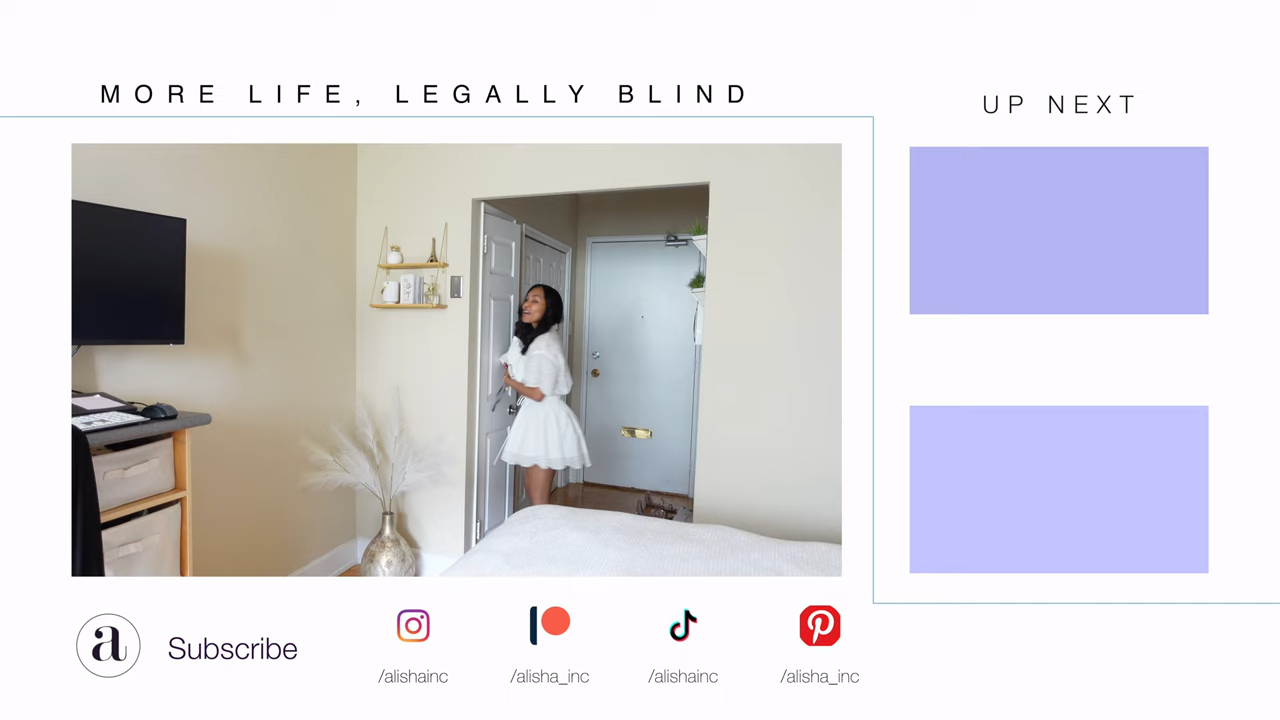 MORE LIFE, LEGALLY BLIND
UP NEXT
a
Subscribe
/alishainc
/alisha_inc
/alishainc
/alisha_inc